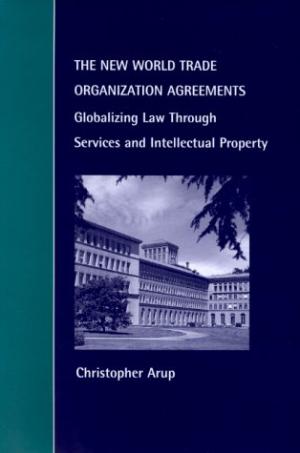 THE NEW WORLD TRADE
ORGANIZATION AGREEMENTS
Globalizing Law Through
Services and Intellectual Property
Christopher Arup